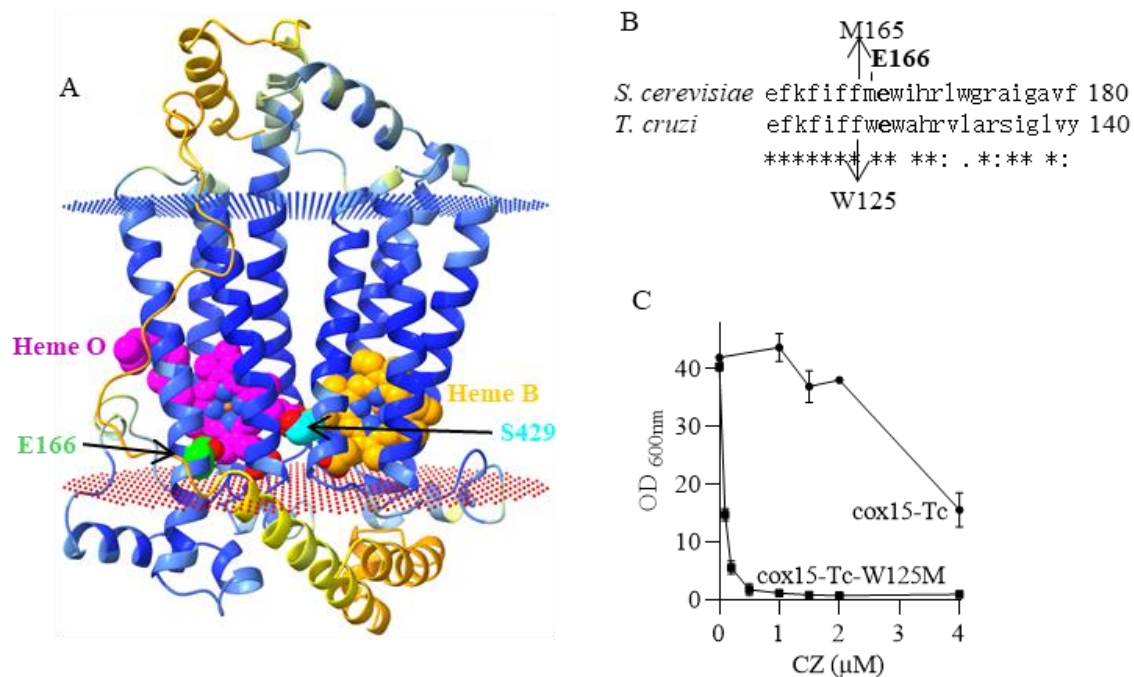 A
Heme O
Heme B
E166
S429
B
M165
E166
S. cerevisiae efkfiffmewihrlwgraigavf 180
T. cruzi efkfiffwewahrvlarsiglvy 140
******* ** **: . *:** *:
W125
C
40
30
20
10
0
OD 600nm
cox15-Tc
cox15-Tc-W125M
0 1 2 3 4
CZ (μM)